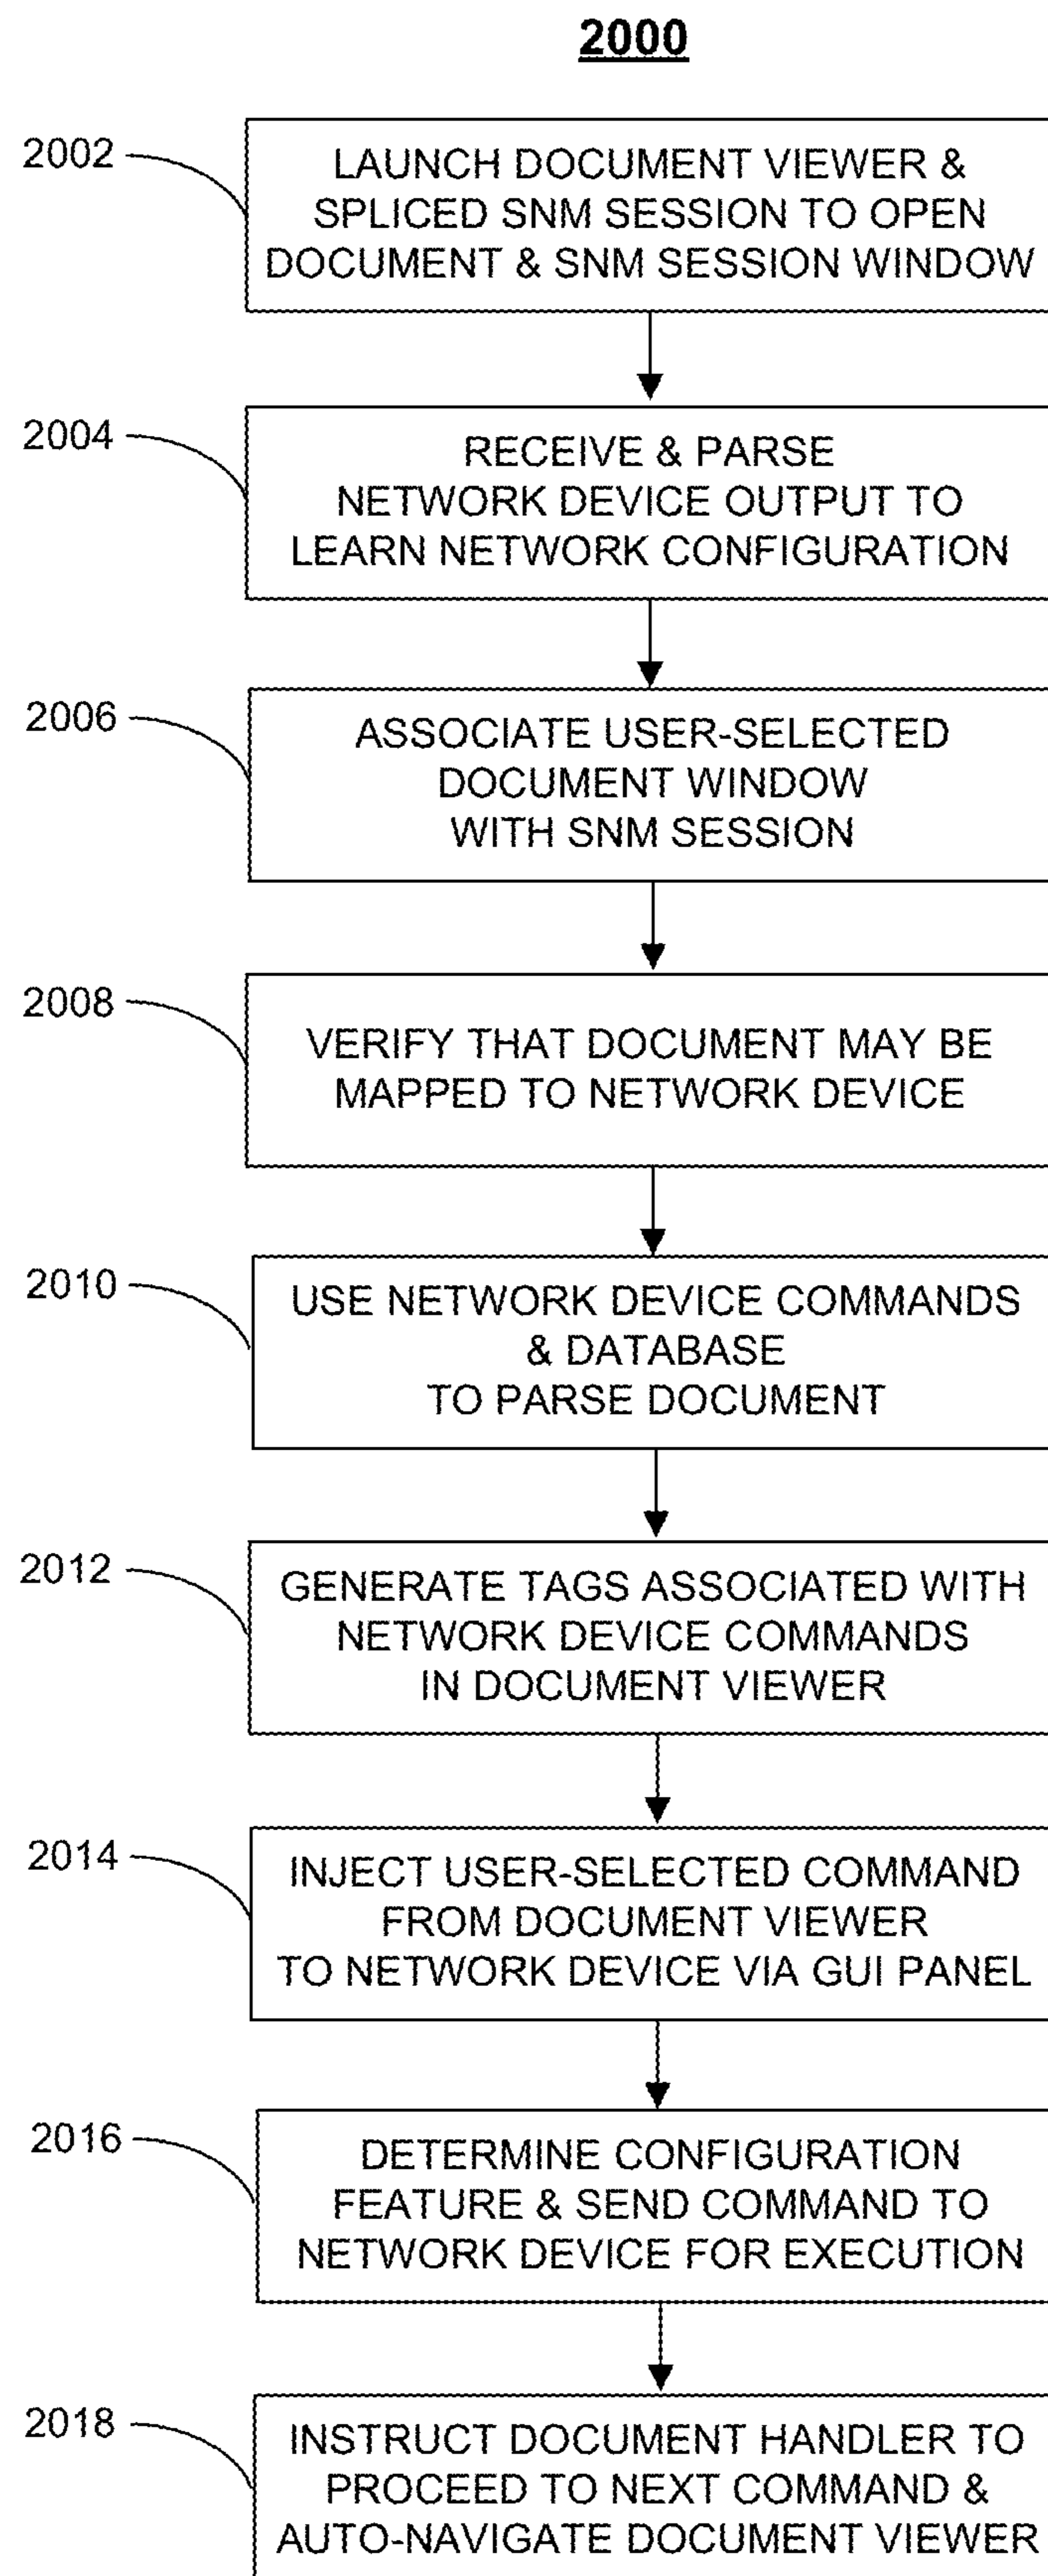 2000
2002
LAUNCH DOCUMENT VIEWER &
SPLICED SNM SESSION TO OPEN
DOCUMENT & SNM SESSION WINDOW
2004
RECEIVE & PARSE
NETWORK DEVICE OUTPUT TO
LEARN NETWORK CONFIGURATION
2006
ASSOCIATE USER-SELECTED
DOCUMENT WINDOW
WITH SNM SESSION
2008
VERIFY THAT DOCUMENT MAY BE
MAPPED TO NETWORK DEVICE
2010
USE NETWORK DEVICE COMMANDS
& DATABASE
TO PARSE DOCUMENT
2012
GENERATE TAGS ASSOCIATED WITH
NETWORK DEVICE COMMANDS
IN DOCUMENT VIEWER
2014
INJECT USER-SELECTED COMMAND
FROM DOCUMENT VIEWER
TO NETWORK DEVICE VIA GUI PANEL
2016
DETERMINE CONFIGURATION
FEATURE & SEND COMMAND TO
NETWORK DEVICE FOR EXECUTION
2018
INSTRUCT DOCUMENT HANDLER TO
PROCEED TO NEXT COMMAND &
AUTO-NAVIGATE DOCUMENT VIEWER